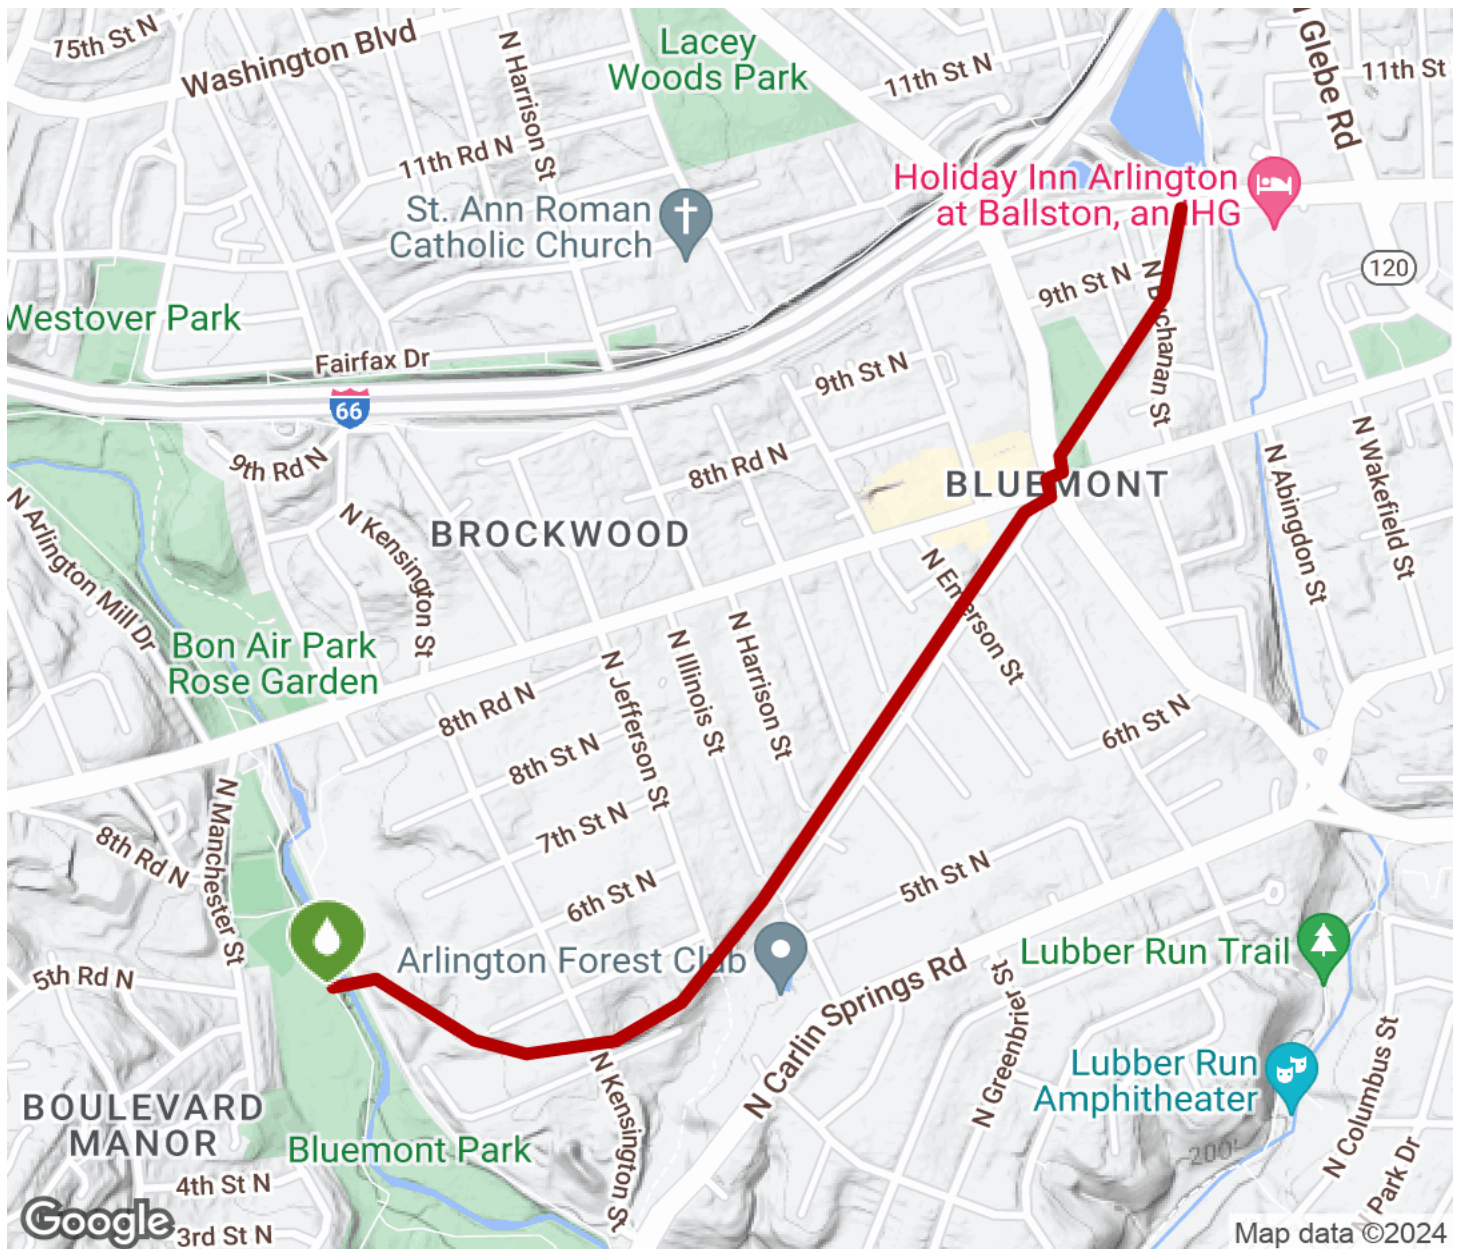 15th St N
Washington Blvd
N Harrison St
Lacey
Woods Park
11th St N
N Glebe Rd
11th St
11th Rd N
St. Ann Roman
Catholic Church
Holiday Inn Arlington
at Ballston, an IHG
120
Westover Park
Fairfax Dr
66
9th St N
N Buchanan St
9th St N
9th Rd N
8th Rd N
BLUEMONT
BROCKWOOD
N Arlington Mill Dr
N Kensington St
N Emerson St
N Abingdon St
N Wakefield St
Bon Air Park
Rose Garden
8th Rd N
N Jefferson St
N Illinois St
N Harrison St
6th St N
8th St N
7th St N
N Manchester St
8th Rd N
6th St N
5th St N
Arlington Forest Club
N Carlin Springs Rd
Lubber Run Trail
5th Rd N
N Greenbrier St
Lubber Run
Amphitheater
N Columbus St
BOULEVARD
MANOR
Bluemont Park
N Kensington St
200'
4th St N
N Park Dr
3rd St N
Google
Map data ©2024